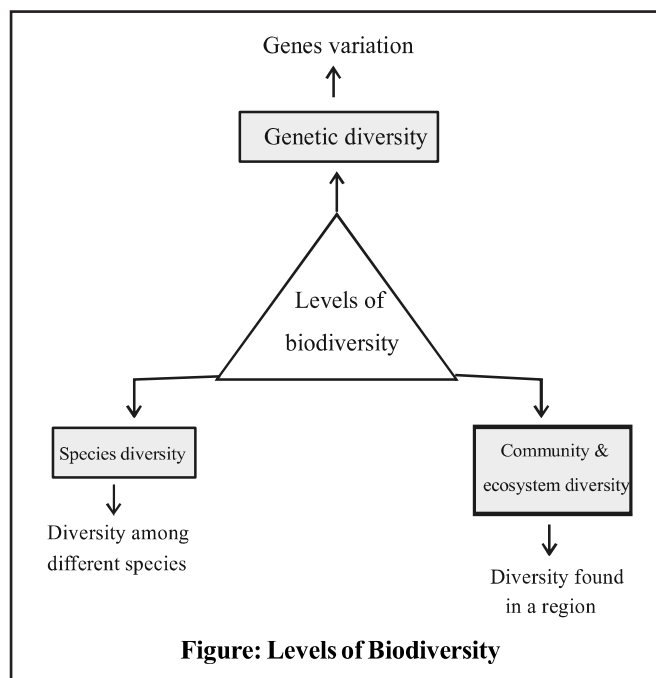 Genes variation
Genetic diversity
Levels of
biodiversity
Species diversity
Diversity among
different species
Community &
ecosystem diversity
Diversity found
in a region
Figure: Levels of Biodiversity